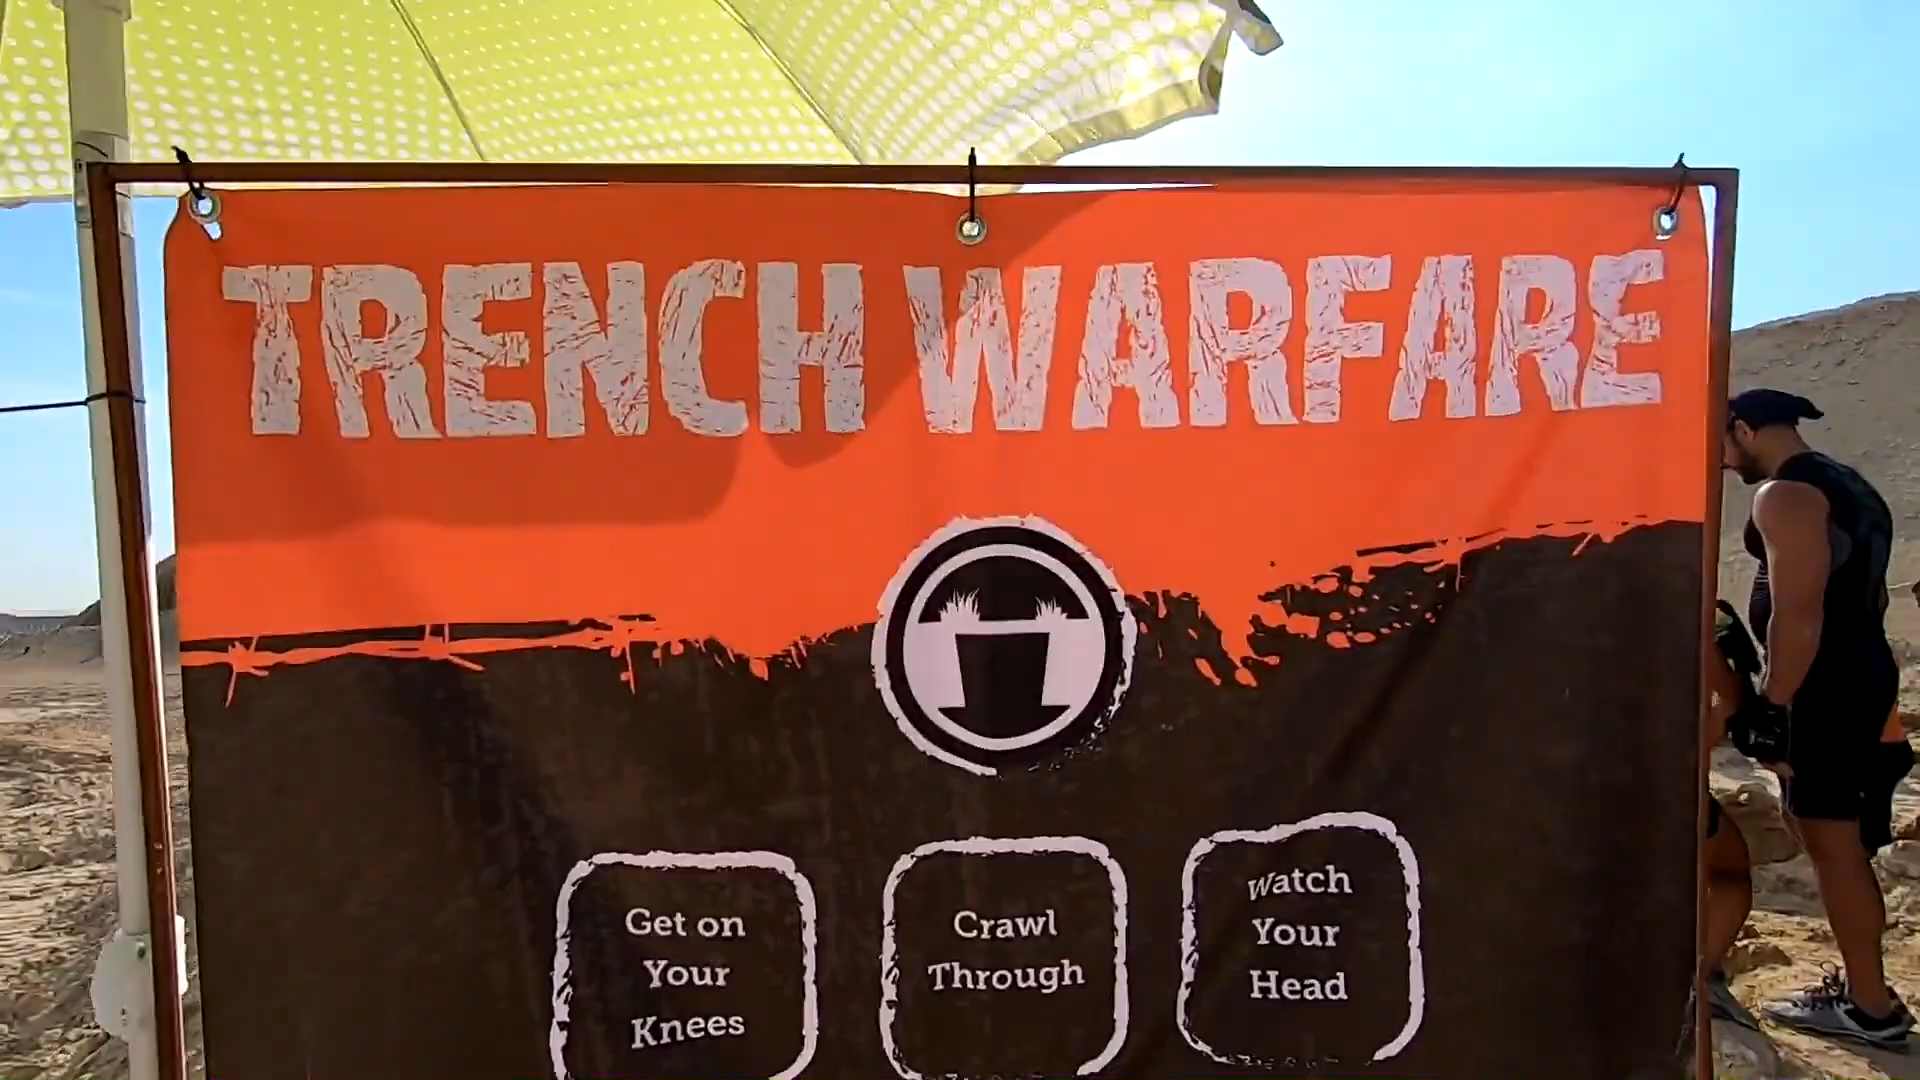 TRENCH WARFARE
Get on
Your
Knees
Crawl
Through
Watch
Your
Head